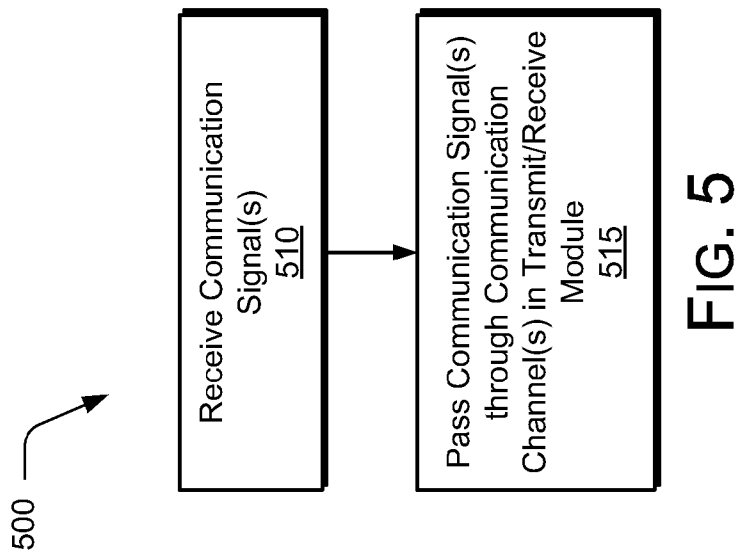 500
Receive Communication
Signal(s)
510
Pass Communication Signal(s)
through Communication
Channel(s) in Transmit/Receive
Module
515
FIG. 5